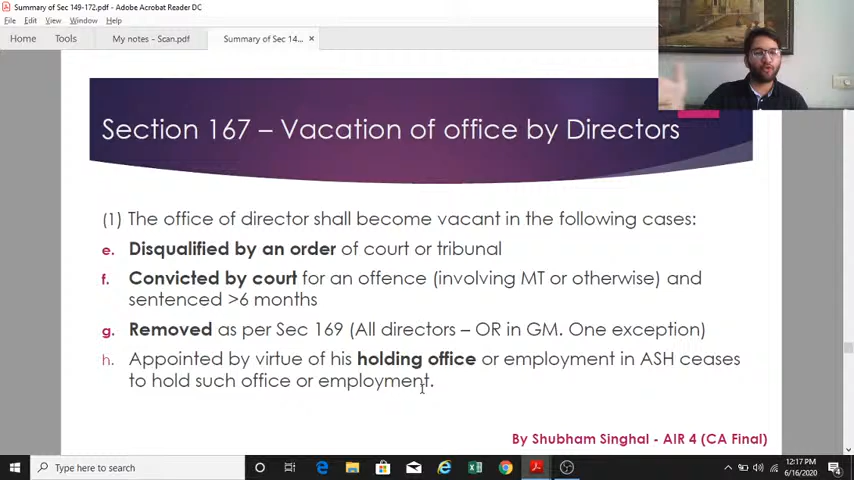 Summary of Sec 149-172.pdf - Adobe Acrobat Reader DC
File Edit View Window Help
Home Tools My notes - Scan.pdf Summary of Sec 14... ×
Section 167 – Vacation of office by Directors
(1) The office of director shall become vacant in the following cases:
e. Disqualified by an order of court or tribunal
f. Convicted by court for an offence (involving MT or otherwise) and
sentenced >6 months
g. Removed as per Sec 169 (All directors – OR in GM. One exception)
h. Appointed by virtue of his holding office or employment in ASH ceases
to hold such office or employment.
By Shubham Singhal - AIR 4 (CA Final)
Type here to search
12:17 PM
6/16/2020